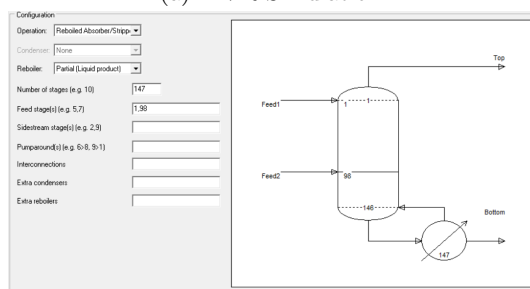 Configuration
Operation: Reboiled Absorber/Stripp
Condenser: None
Reboiler: Partial (Liquid product)
Number of stages (e.g. 10) 147
Feed stage(s) (e.g. 5,7) 1,98
Sidestream stage(s) (e.g. 2,9)
Pumparound(s) (e.g. 6>8, 9>1)
Interconnections
Extra condensers
Extra reboilers
Top
Feed1
1
1
Feed2
98
146
Bottom
147